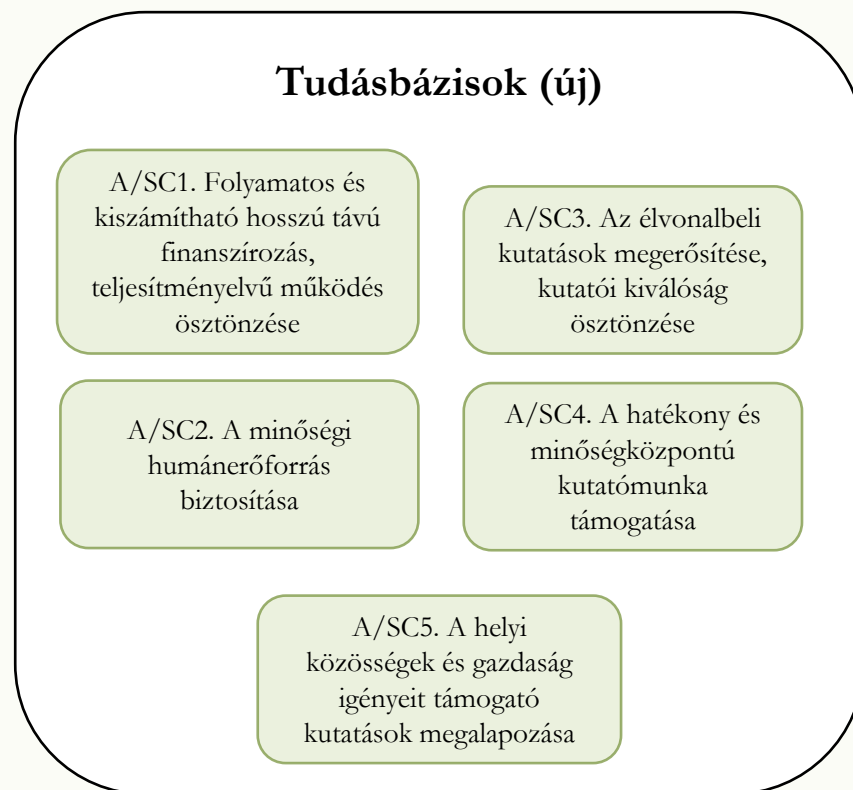 Tudásbázisok (új)
A/SC1. Folyamatos és
kiszámítható hosszú távú
finanszírozás,
teljesítményelvű működés
ösztönzése
A/SC2. A minőségi
humánerőforrás
biztosítása
A/SC3. Az élvonalbeli
kutatások megerősítése,
kutatói kiválóság
ösztönzése
A/SC4. A hatékony és
minőségközpontú
kutatómunka
támogatása
A/SC5. A helyi
közösségek és gazdaság
igényeit támogató
kutatások megalapozása